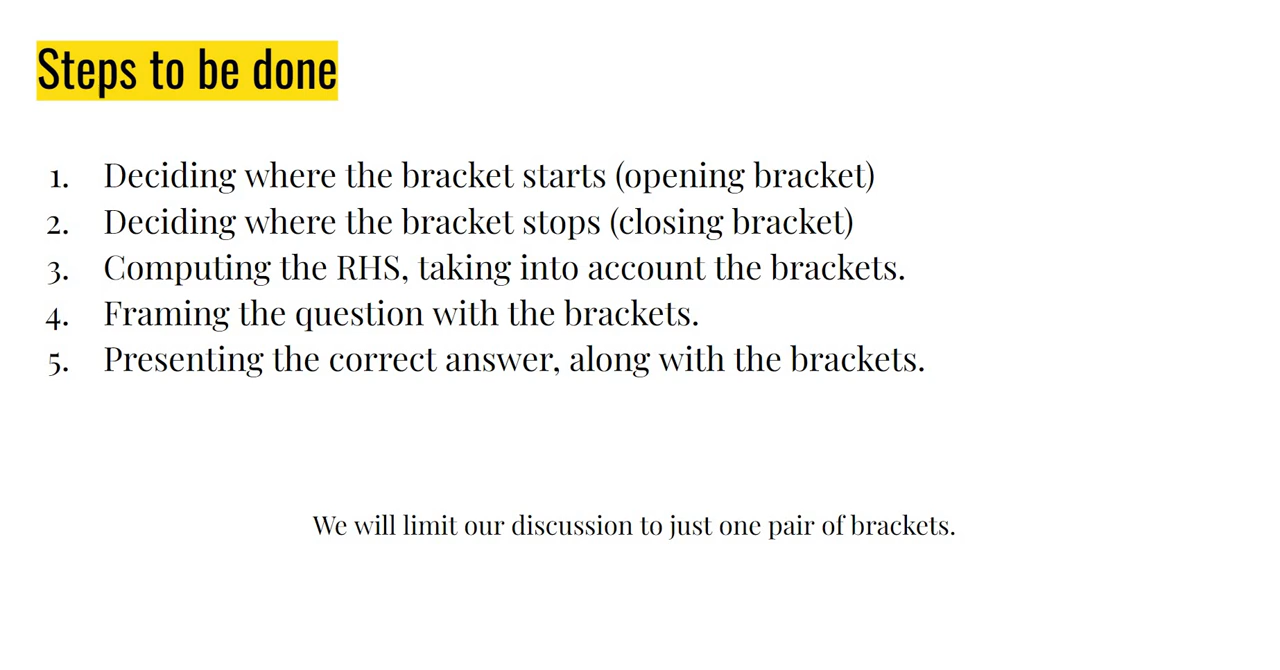 Steps to be done
1. Deciding where the bracket starts (opening bracket)
2. Deciding where the bracket stops (closing bracket)
3. Computing the RHS, taking into account the brackets.
4. Framing the question with the brackets.
5. Presenting the correct answer, along with the brackets.
We will limit our discussion to just one pair of brackets.